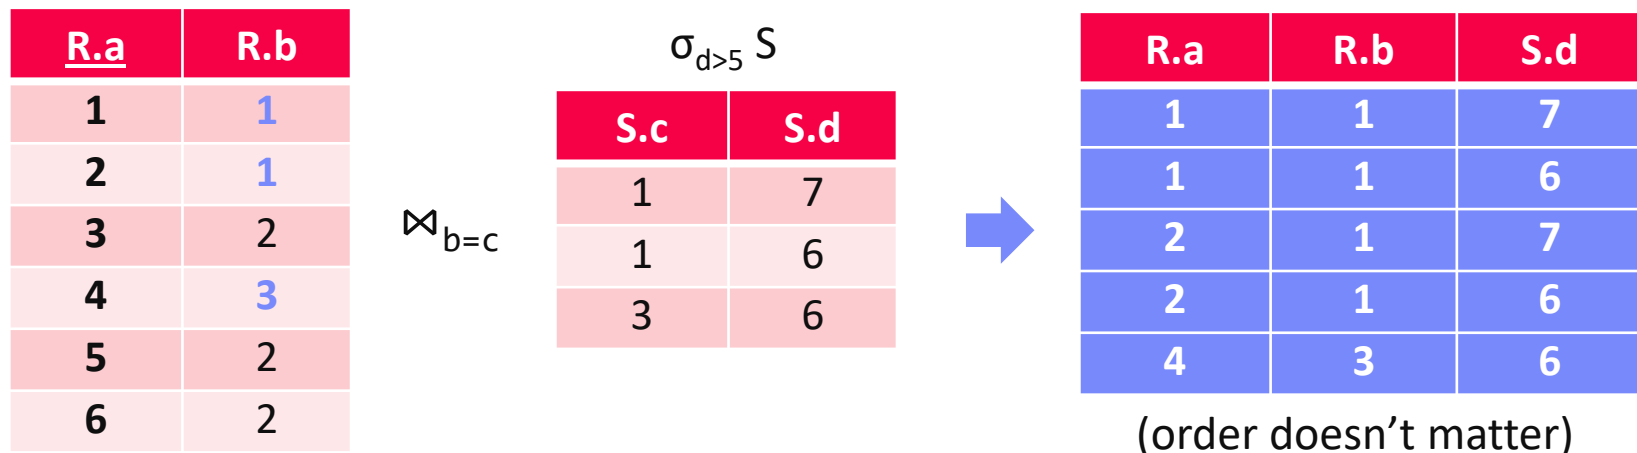 R.a R.b
1 1
2 1
3 2
4 3
5 2
6 2
⋈b=c
σd>5 S
S.c S.d
1 7
1 6
3 6
R.a R.b S.d
1 1 7
1 1 6
2 1 7
2 1 6
4 3 6
(order doesn’t matter)